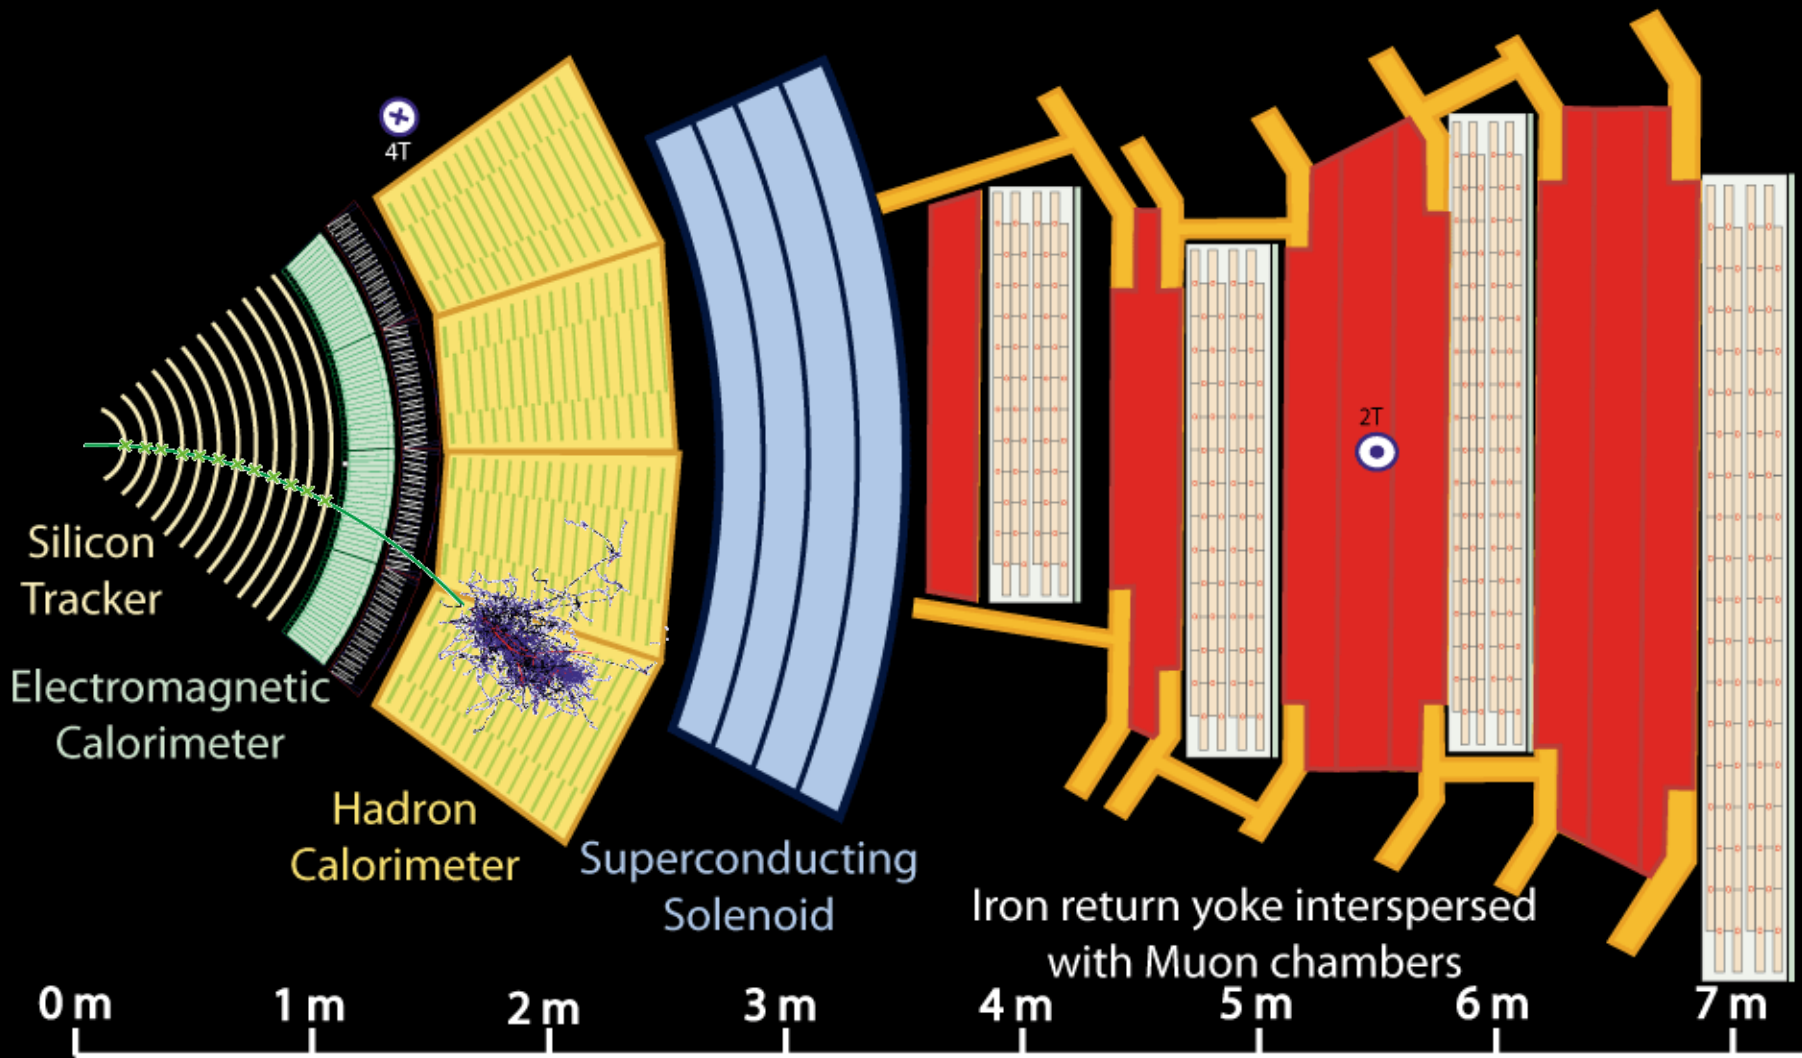 4T
2T
Silicon
Tracker
Electromagnetic
Calorimeter
Hadron
Calorimeter
Superconducting
Solenoid
Iron return yoke interspersed
with Muon chambers
0 m 1 m 2 m 3 m 4 m 5 m 6 m 7 m